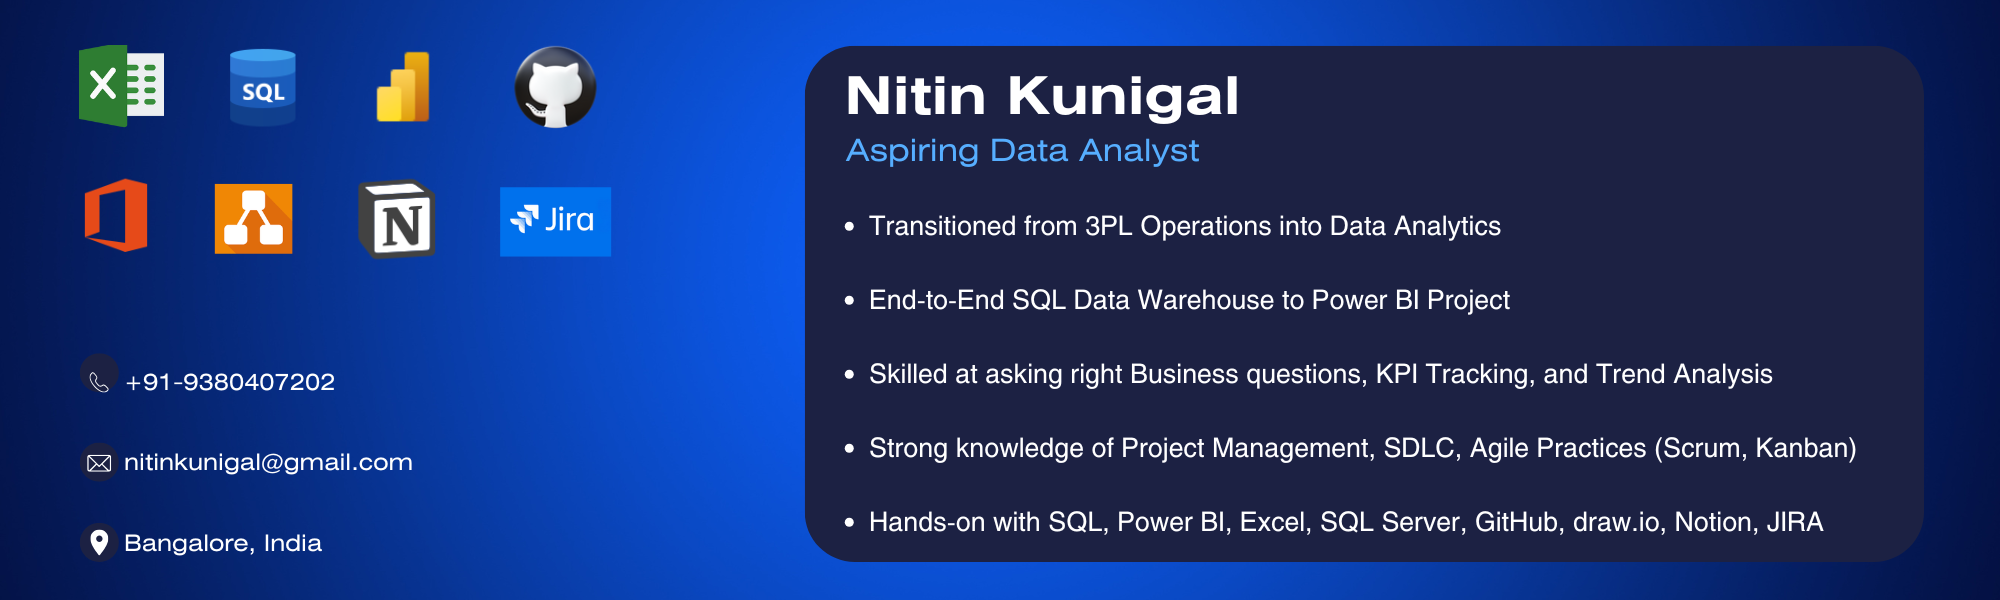 X
SQL
N
Jira
+91-9380407202
nitinkunigal@gmail.com
Bangalore, India
Nitin Kunigal
Aspiring Data Analyst
• Transitioned from 3PL Operations into Data Analytics
• End-to-End SQL Data Warehouse to Power BI Project
• Skilled at asking right Business questions, KPI Tracking, and Trend Analysis
• Strong knowledge of Project Management, SDLC, Agile Practices (Scrum, Kanban)
• Hands-on with SQL, Power BI, Excel, SQL Server, GitHub, draw.io, Notion, JIRA